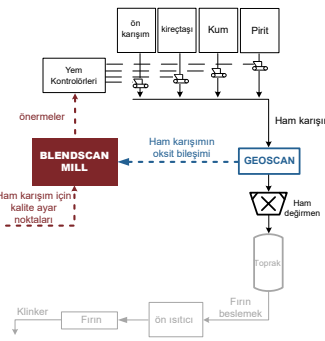 ön
karışım
kireçtaşı
Kum
Pirit
Yem
Kontrolörleri
önermeler
Ham karışı
BLENDSCAN
MILL
Ham karışımın
oksit bileşimi
GEOSCAN
Ham karışım için
kalite ayar
noktaları
Ham
değirmen
Toprak
Fırın
beslemek
Klinker
Fırın
ön ısıtıcı